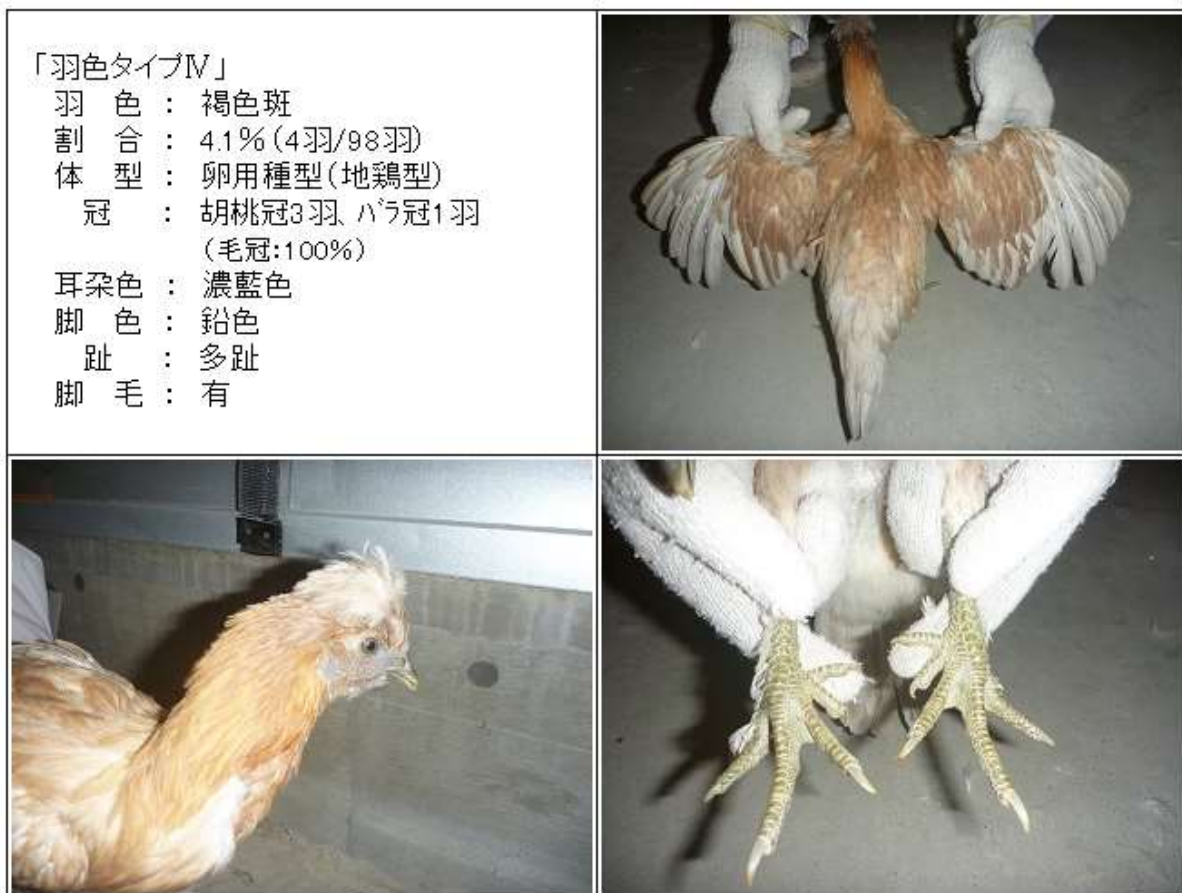 「羽色タイプⅣ」
羽 色 : 褐色斑
割 合 : 4.1%(4羽/98羽)
体 型 : 卵用種型(地鶏型)
冠 : 胡桃冠3羽、バラ冠1羽
(毛冠:100%)
耳朶色 : 濃藍色
脚 色 : 鉛色
趾 : 多趾
脚 毛 : 有